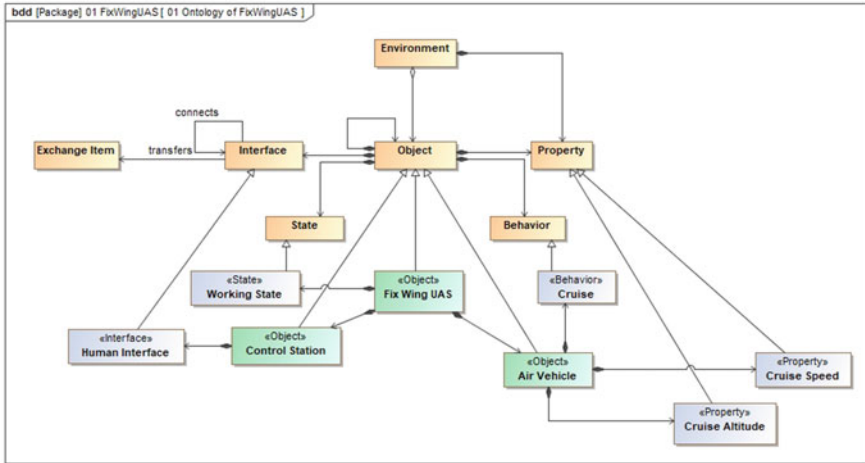 bdd [Package] 01 FixWingUAS [ 01 Ontology of FixWingUAS ]
Environment
connects
Exchange Item
transfers
Interface
Object
Property
State
Behavior
«State»
Working State
«Object»
Fix Wing UAS
«Behavior»
Cruise
«Interface»
Human Interface
«Object»
Control Station
«Object»
Air Vehicle
«Property»
Cruise Speed
«Property»
Cruise Altitude